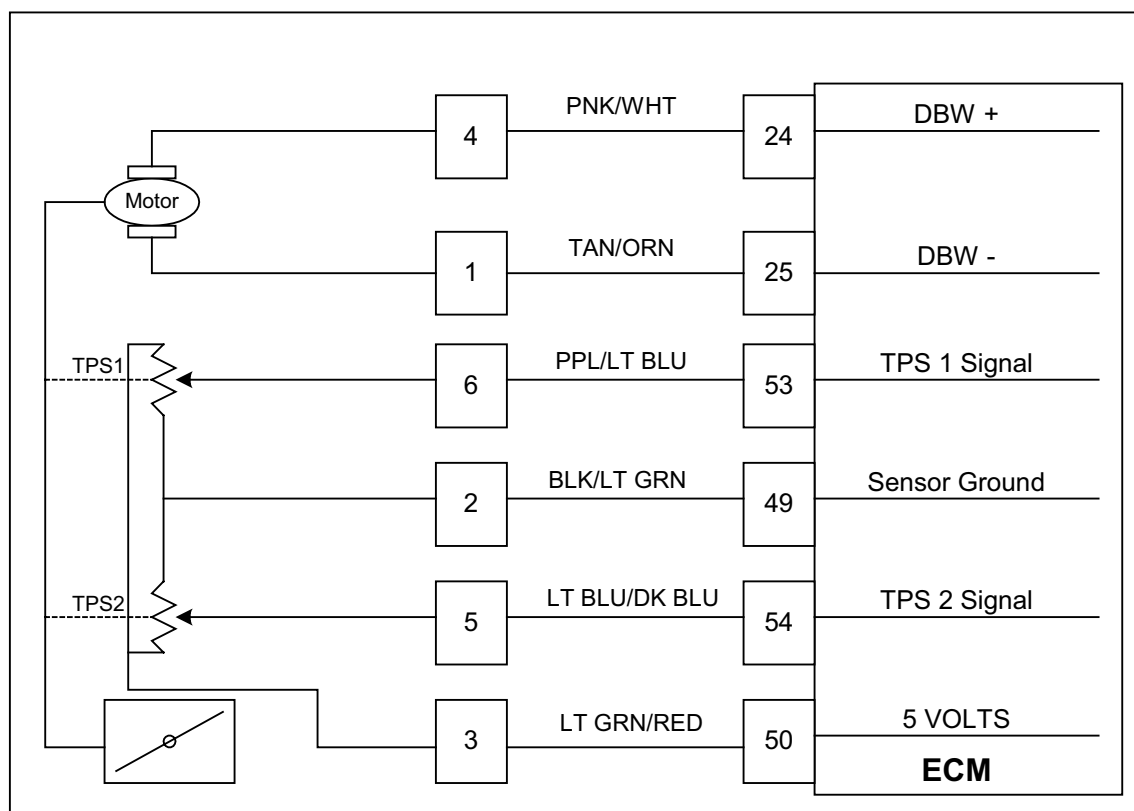 4 PNK/WHT 24 DBW +
Motor
1 TAN/ORN 25 DBW -
TPS1 6 PPL/LT BLU 53 TPS 1 Signal
2 BLK/LT GRN 49 Sensor Ground
TPS2 5 LT BLU/DK BLU 54 TPS 2 Signal
3 LT GRN/RED 50 5 VOLTS
ECM